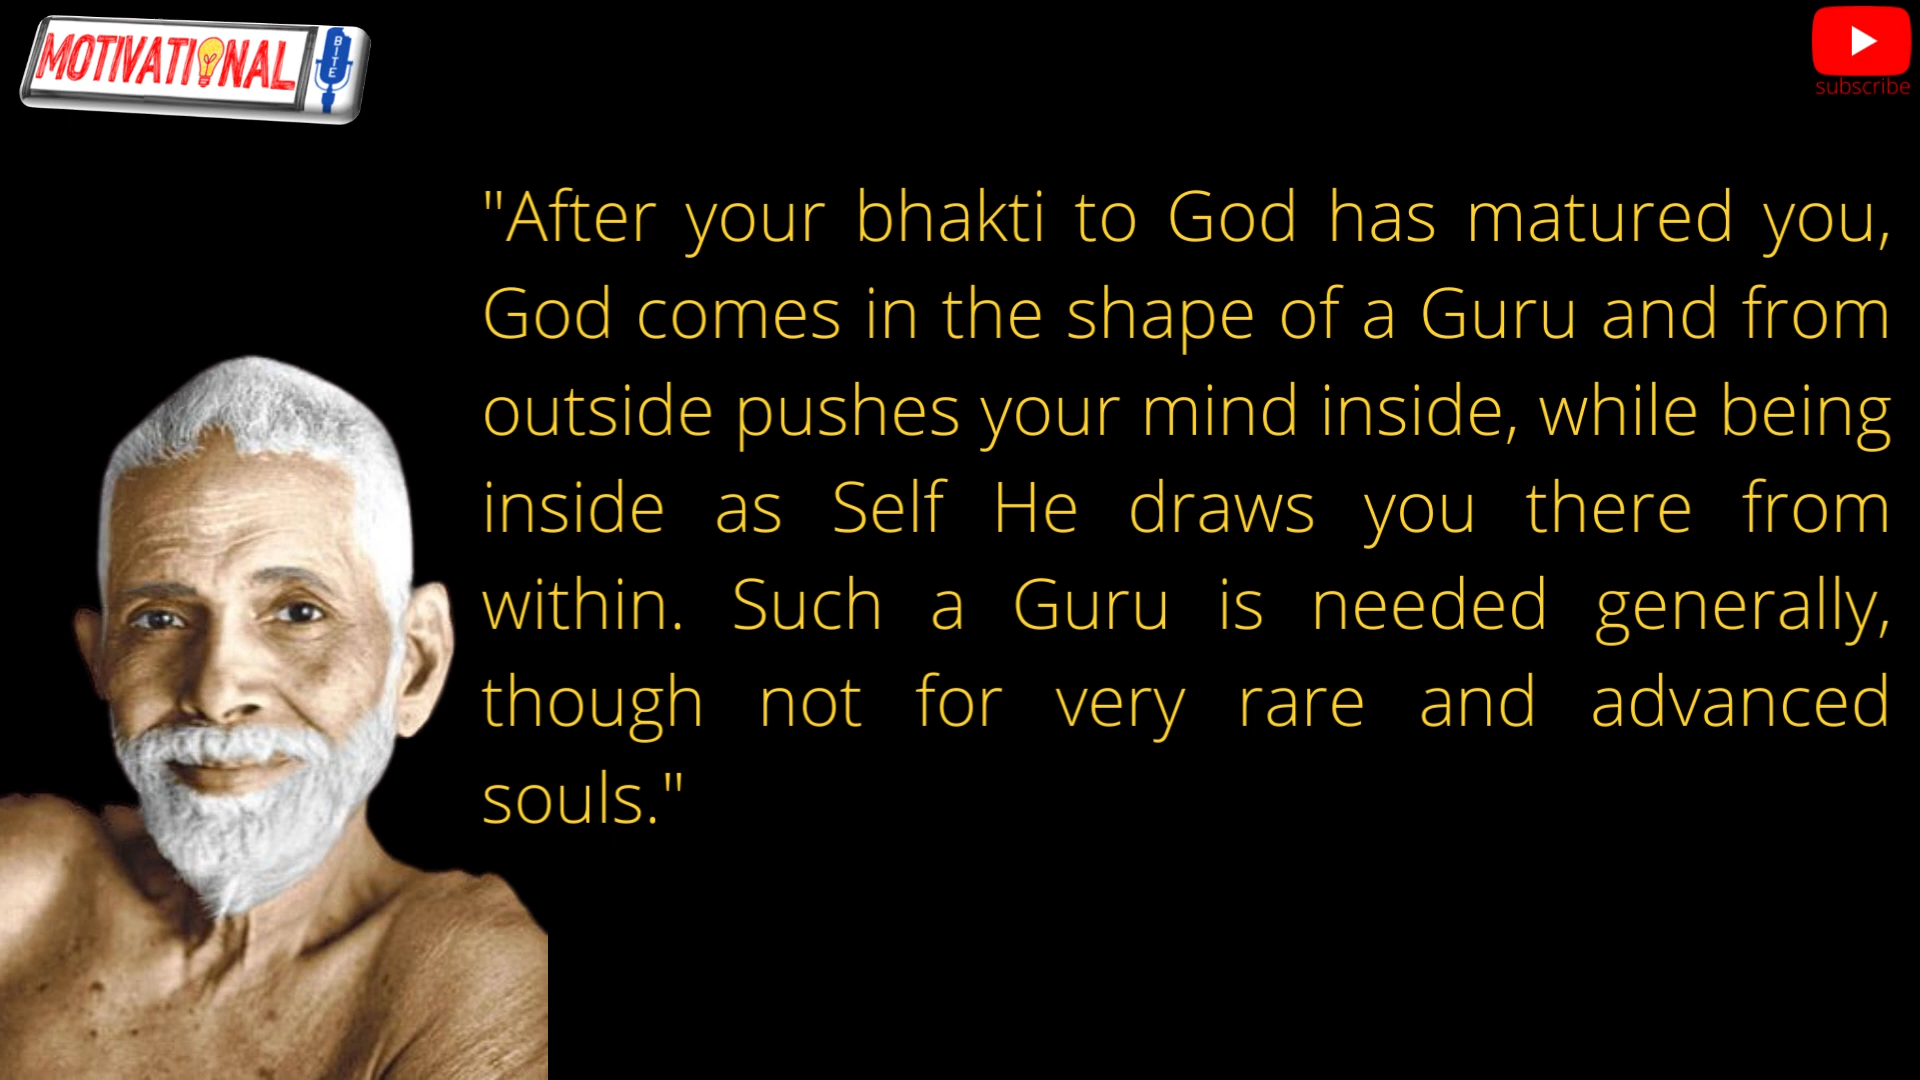 MOTIVATIONAL
BITE
subscribe
"After your bhakti to God has matured you,
God comes in the shape of a Guru and from
outside pushes your mind inside, while being
inside as Self He draws you there from
within. Such a Guru is needed generally,
though not for very rare and advanced
souls."